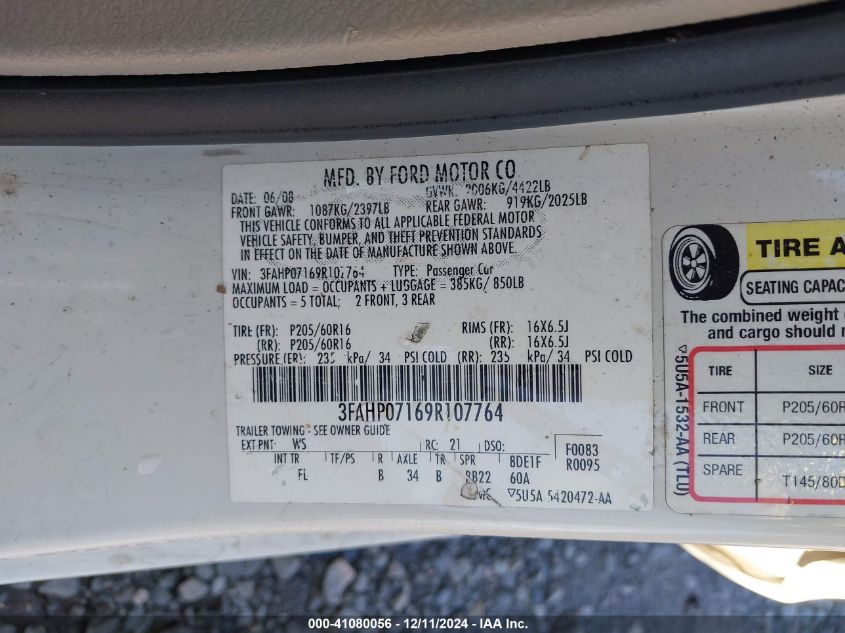 MFD. BY FORD MOTOR CO
DATE: 06/08 GVWR: 2006KG/4422LB
FRONT GAWR: 1087KG/2397LB REAR GAWR: 919KG/2025LB
THIS VEHICLE CONFORMS TO ALL APPLICABLE FEDERAL MOTOR
VEHICLE SAFETY, BUMPER, AND THEFT PREVENTION STANDARDS
IN EFFECT ON THE DATE OF MANUFACTURE SHOWN ABOVE.
VIN: 3FAHP07169R107764 TYPE: Passenger Car
MAXIMUM LOAD = OCCUPANTS + LUGGAGE = 385KG/ 850LB
OCCUPANTS = 5 TOTAL; 2 FRONT, 3 REAR
TIRE (FR): P205/60R16 RIMS (FR): 16X6.5J
(RR): P205/60R16 (RR): 16X6.5J
PRESSURE (FR): 235 kPa/ 34 PSI COLD (RR): 235 kPa/ 34 PSI COLD
3FAHP07169R107764
TRAILER TOWING - SEE OWNER GUIDE
EXT PNT: WS RC: 21 DSO: F0083
INT TR TF/PS R AXLE TR SPR 8DE1F R0095
FL B 34 B BB22 60A
▽5U5A 5420472-AA
TIRE A
SEATING CAPAC
The combined weight
and cargo should
TIRE SIZE
FRONT P205/60R
REAR P205/60R
SPARE T145/80D
▽5U5A-1532-AA (TLU)
000-41080056 - 12/11/2024 - IAA Inc.